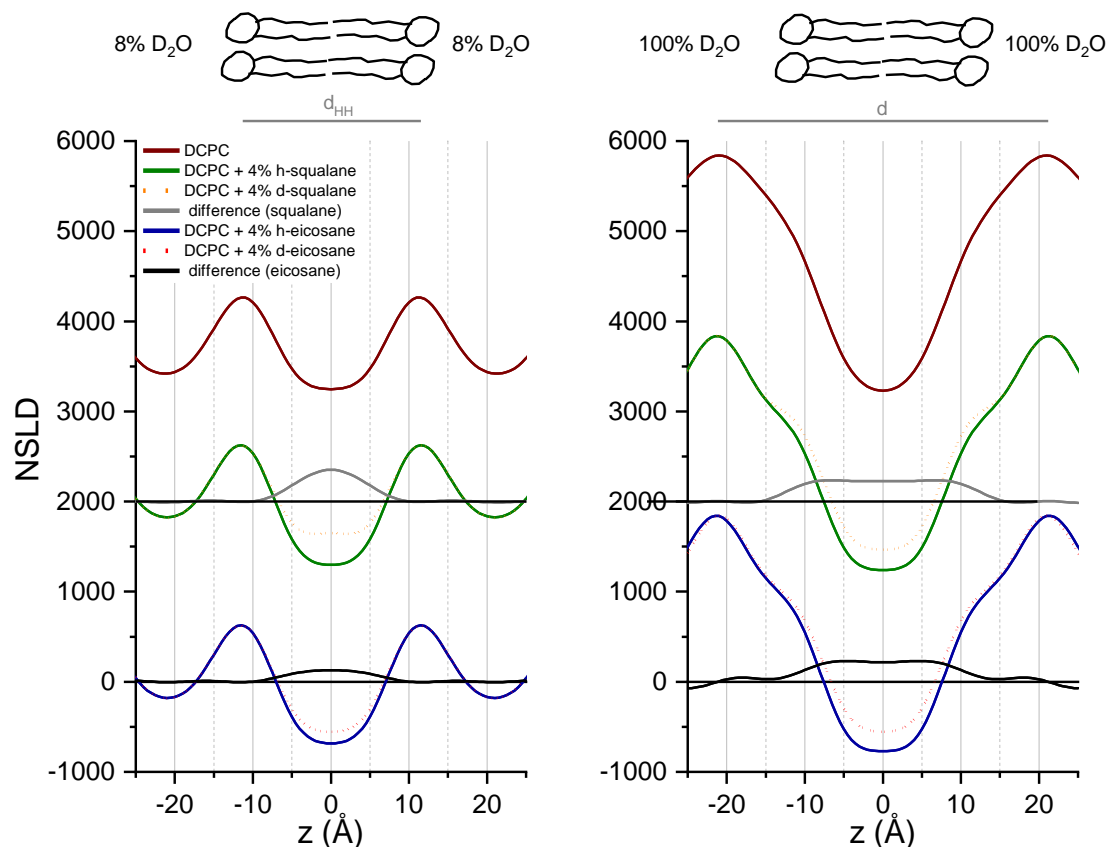 8% D₂O
8% D₂O
100% D₂O
100% D₂O
d_HH
d
NSLD
6000
5000
4000
3000
2000
1000
0
-1000
DCPC
DCPC + 4% h-squalane
DCPC + 4% d-squalane
difference (squalane)
DCPC + 4% h-eicosane
DCPC + 4% d-eicosane
difference (eicosane)
-20
-10
0
10
20
z (Å)
6000
5000
4000
3000
2000
1000
0
-1000
-20
-10
0
10
20
z (Å)